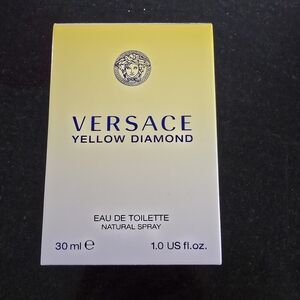 VERSACE
YELLOW DIAMOND
EAU DE TOILETTE
NATURAL SPRAY
30 ml ℮ 1.0 US fl.oz.